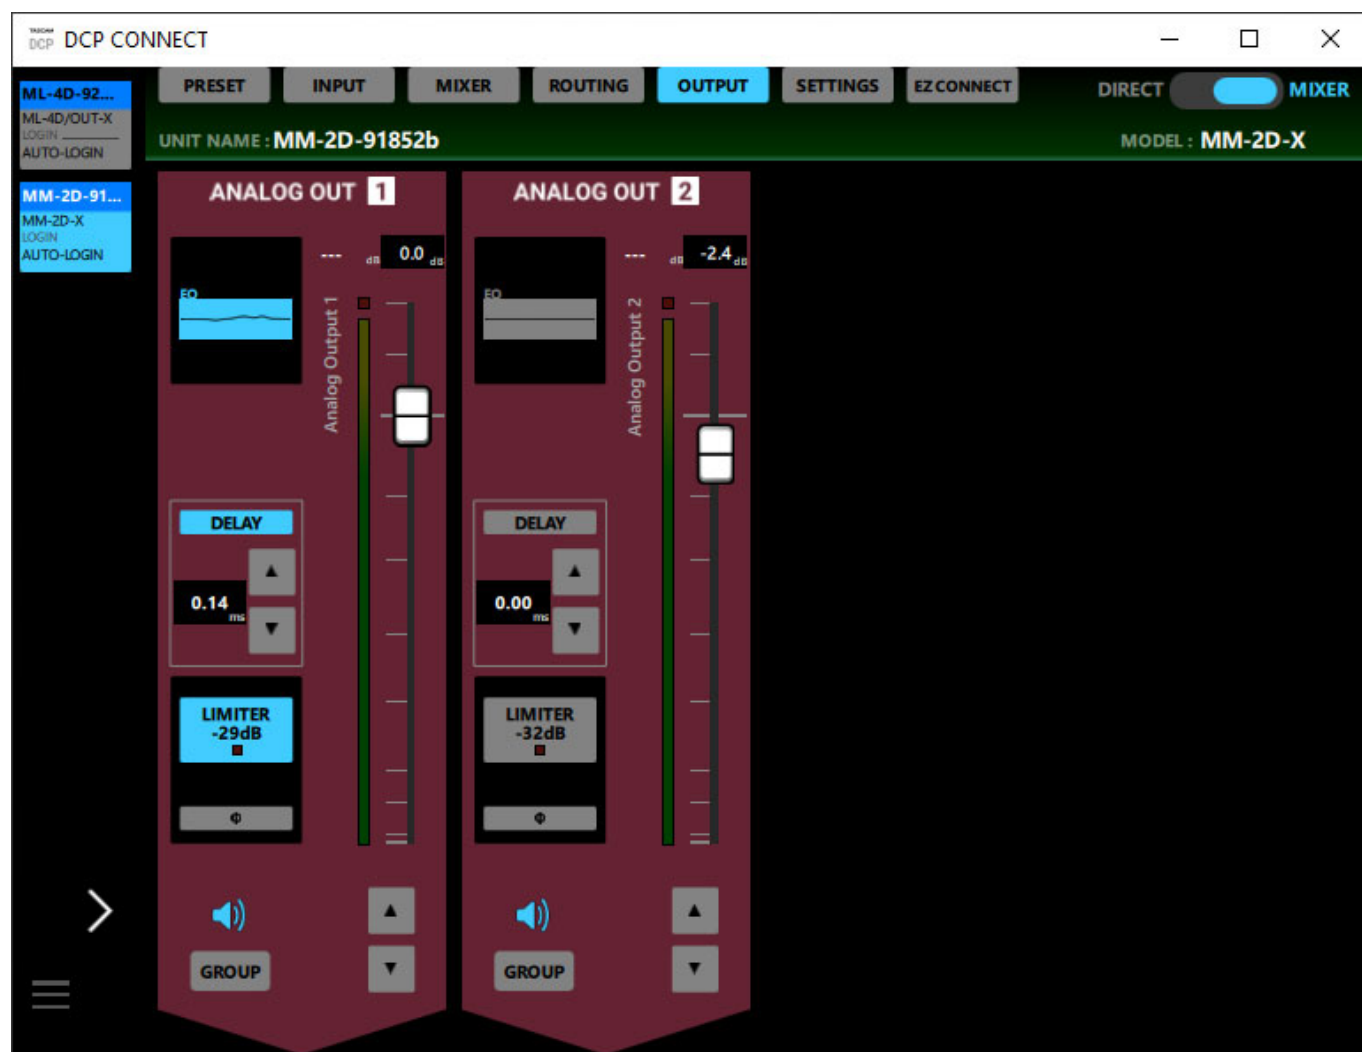 TASCAM
DCP DCP CONNECT
PRESET INPUT MIXER ROUTING OUTPUT SETTINGS EZ CONNECT DIRECT MIXER
UNIT NAME : MM-2D-91852b MODEL : MM-2D-X
ML-4D-92...
ML-4D/OUT-X
LOGIN
AUTO-LOGIN
MM-2D-91...
MM-2D-X
LOGIN
AUTO-LOGIN
ANALOG OUT 1
--- dB 0.0 dB
EQ
Analog Output 1
DELAY
▲
0.14 ms
▼
LIMITER
-29dB
Φ
▲
GROUP ▼
ANALOG OUT 2
--- dB -2.4 dB
EQ
Analog Output 2
DELAY
▲
0.00 ms
▼
LIMITER
-32dB
Φ
▲
GROUP ▼